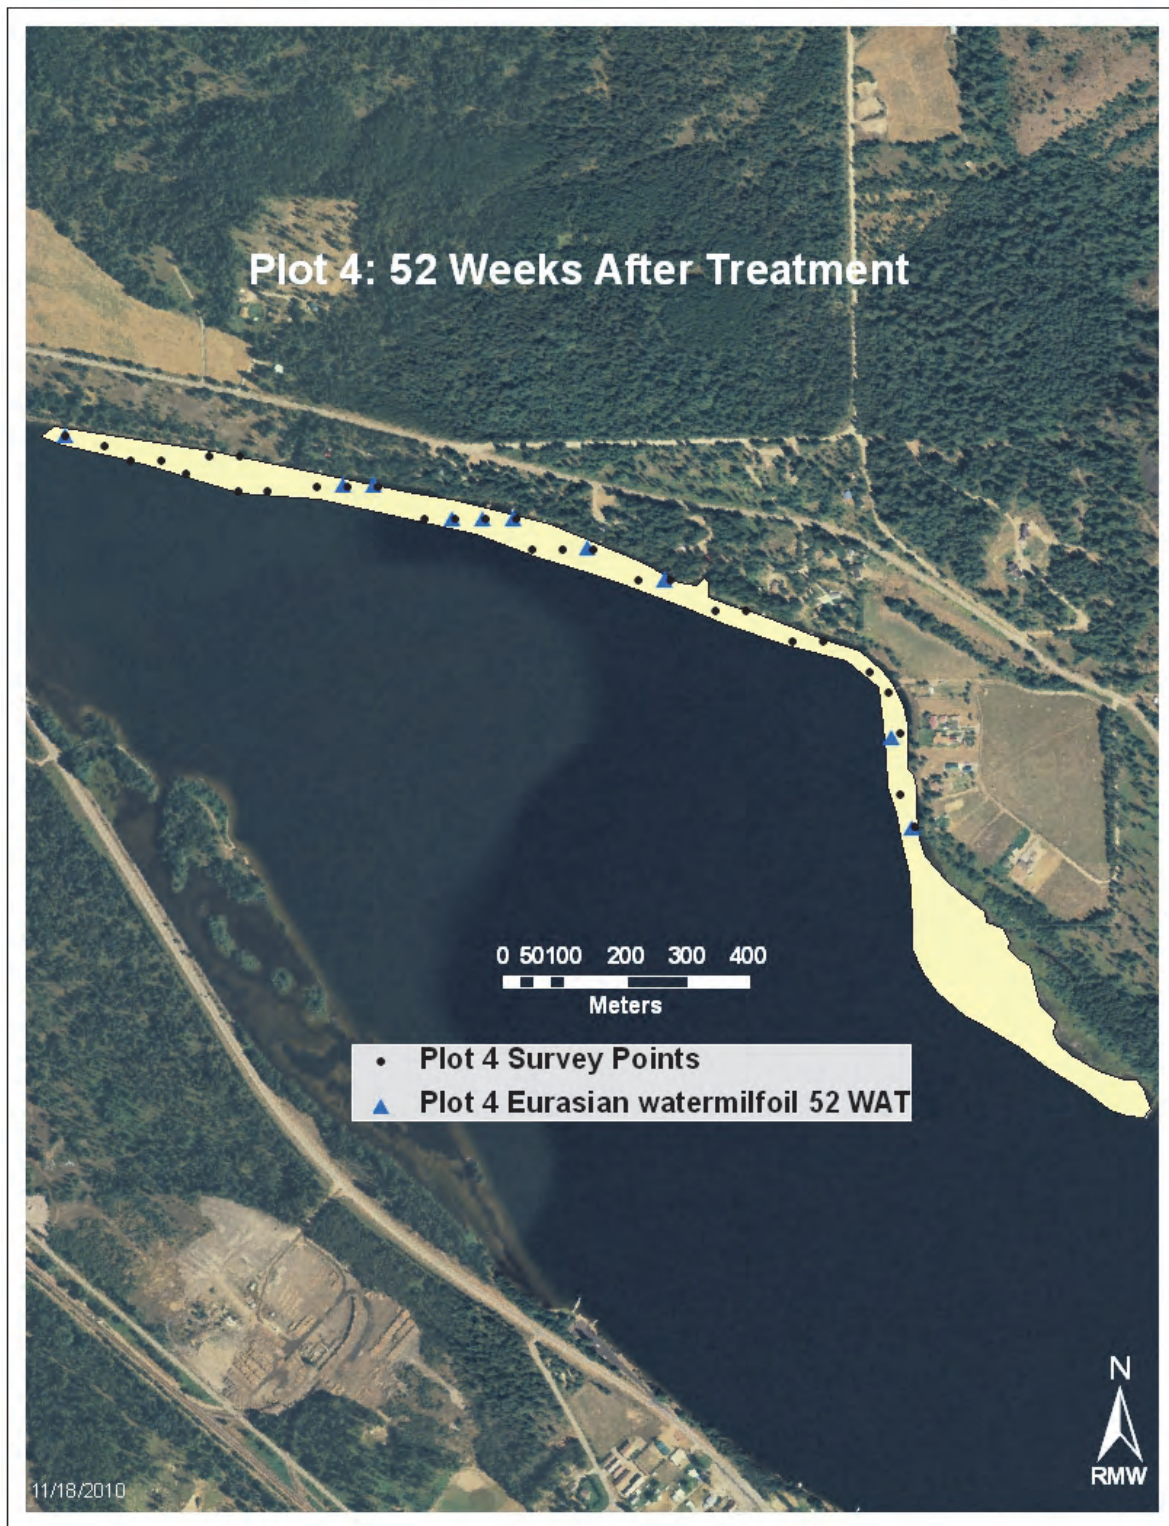 Plot 4: 52 Weeks After Treatment
0 50100 200 300 400
Meters
Plot 4 Survey Points
Plot 4 Eurasian watermilfoil 52 WAT
N
RMW
11/18/2010